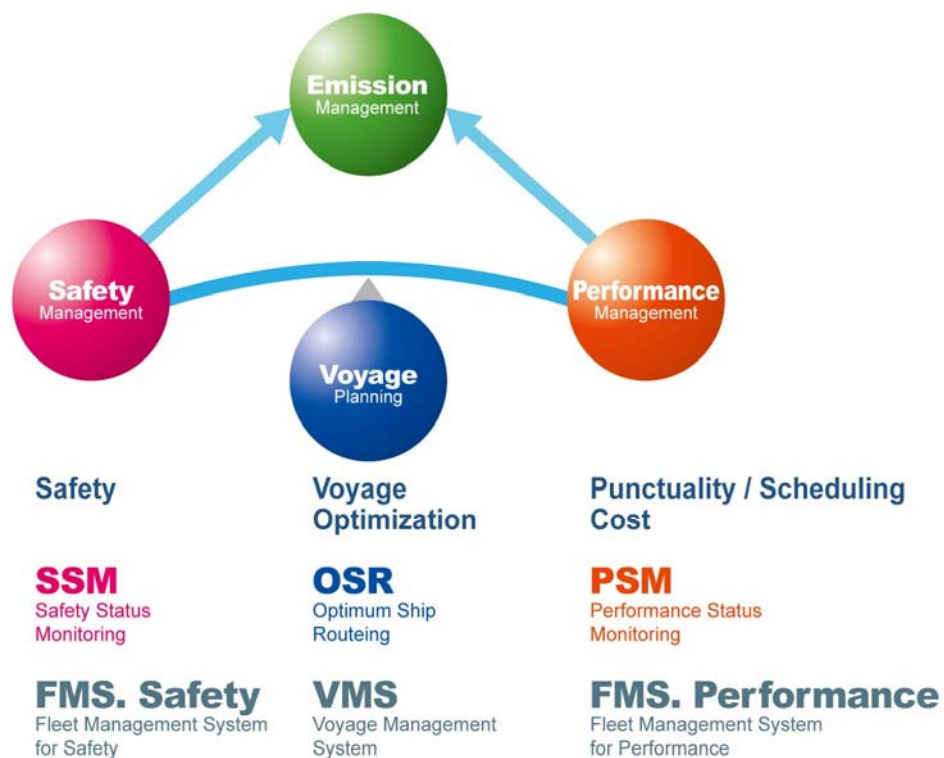 Emission
Management
Safety
Management
Performance
Management
Voyage
Planning
Safety
Voyage
Optimization
Punctuality / Scheduling
Cost
SSM
Safety Status
Monitoring
OSR
Optimum Ship
Routeing
PSM
Performance Status
Monitoring
FMS. Safety
Fleet Management System
for Safety
VMS
Voyage Management
System
FMS. Performance
Fleet Management System
for Performance